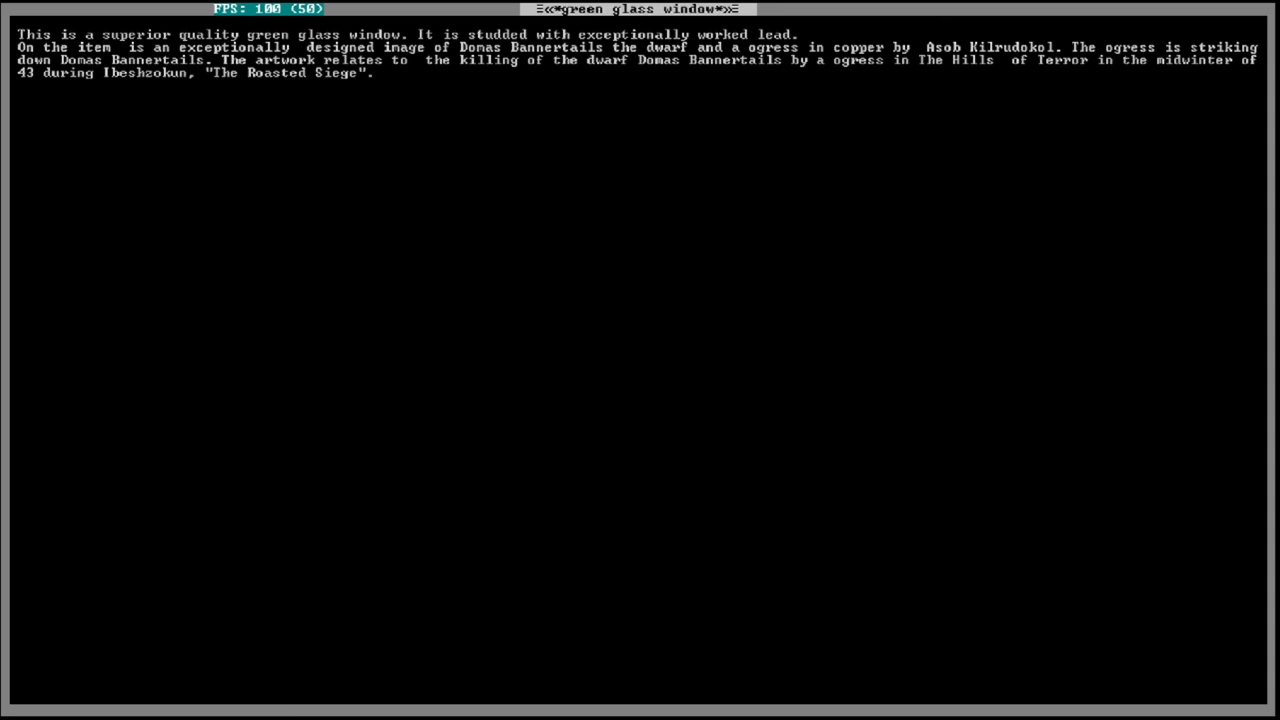 FPS: 100 (50) ≡«*green glass window*»≡
This is a superior quality green glass window. It is studded with exceptionally worked lead.
On the item  is an exceptionally  designed image of Domas Bannertails the dwarf and a ogress in copper by  Asob Kilrudokol. The ogress is striking
down Domas Bannertails. The artwork relates to  the killing of the dwarf Domas Bannertails by a ogress in The Hills  of Terror in the midwinter of
43 during Ibeshzokun, "The Roasted Siege".